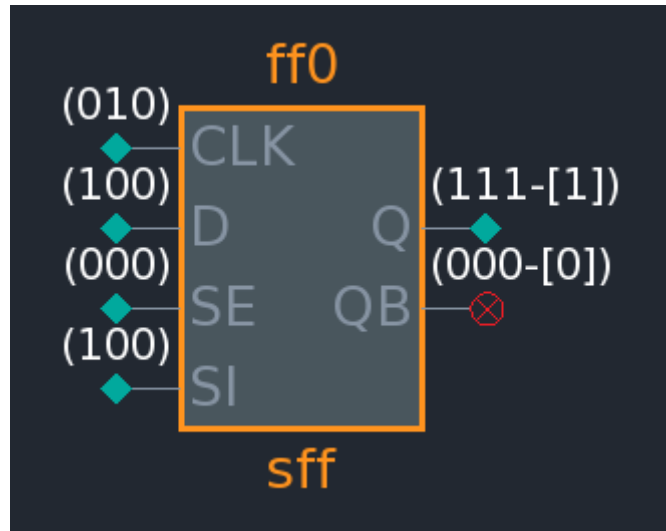 ff0
(010)
CLK
(100)
D
(000)
SE
(100)
SI
(111-[1])
Q
(000-[0])
QB
sff